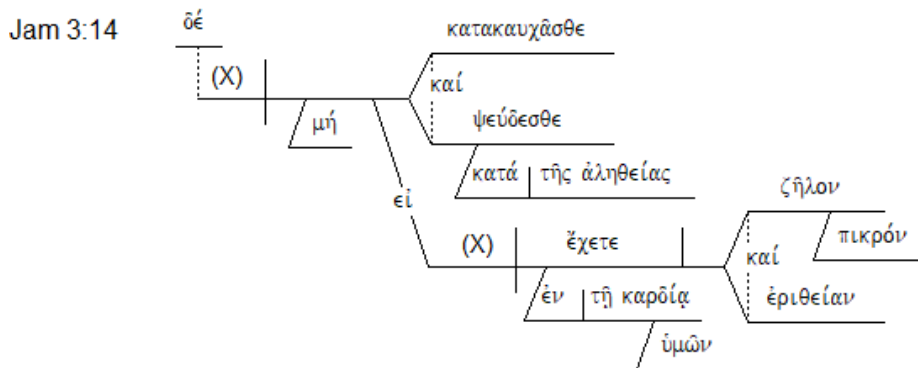 Jam 3:14
δέ
(X)
μή
κατακαυχᾶσθε
καί
ψεύδεσθε
κατά τῆς ἀληθείας
εἰ
(X) ἔχετε
ζῆλον
πικρόν
καί
ἐριθείαν
ἐν τῇ καρδίᾳ
ὑμῶν